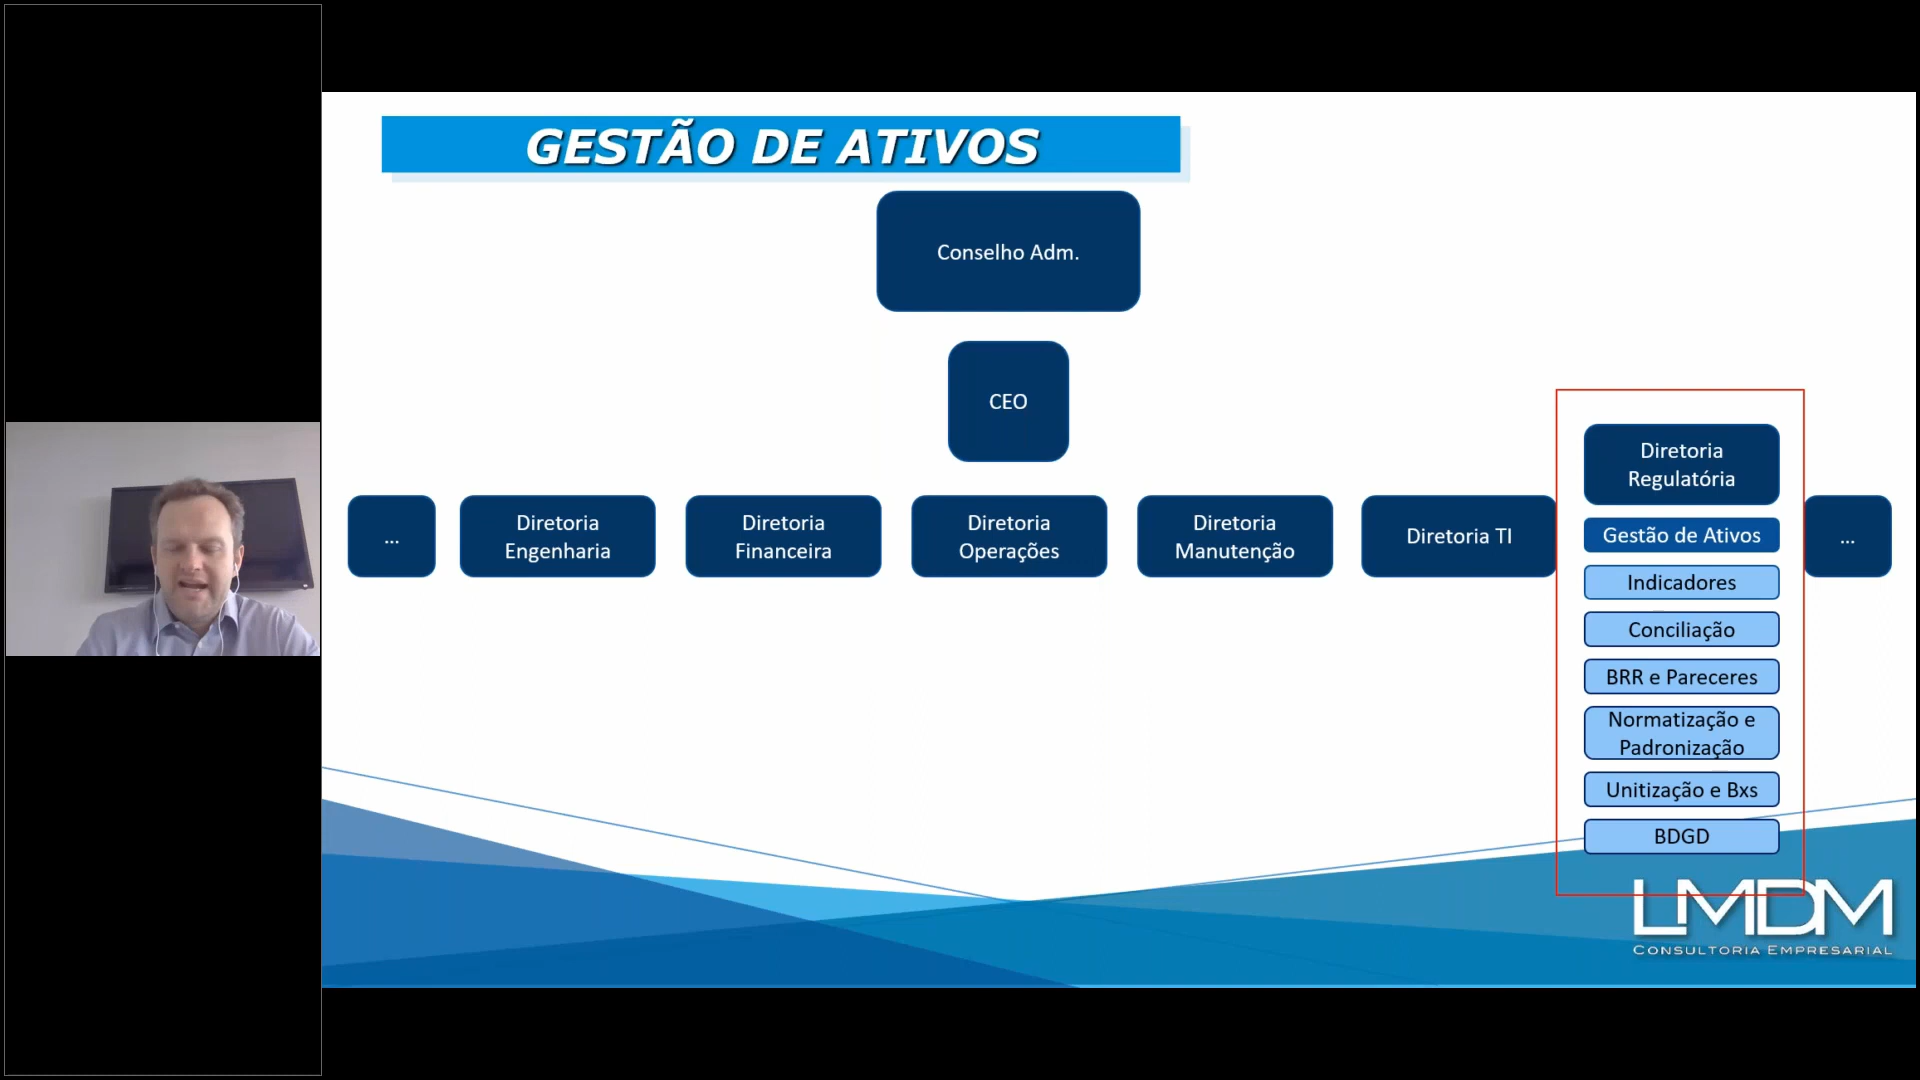 GESTÃO DE ATIVOS
Conselho Adm.
CEO
...
Diretoria
Engenharia
Diretoria
Financeira
Diretoria
Operações
Diretoria
Manutenção
Diretoria TI
Diretoria
Regulatória
Gestão de Ativos
Indicadores
Conciliação
BRR e Pareceres
Normatização e
Padronização
Unitização e Bxs
BDGD
...
LMDM
CONSULTORIA EMPRESARIAL